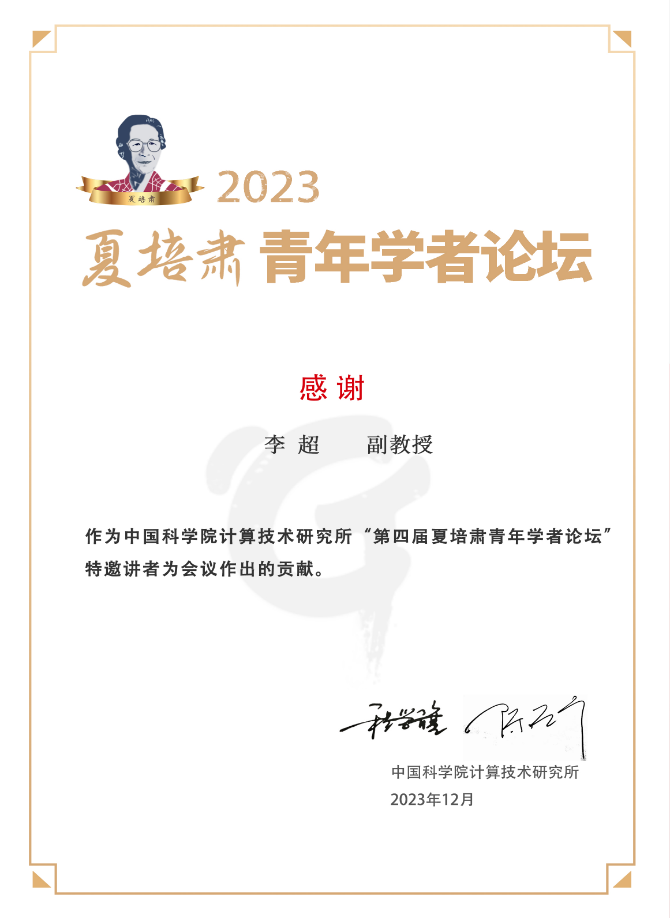 夏培肃
2023
夏培肃 青年学者论坛
感谢
李 超 副教授
作为中国科学院计算技术研究所“第四届夏培肃青年学者论坛”
特邀讲者为会议作出的贡献。
中国科学院计算技术研究所
2023年12月